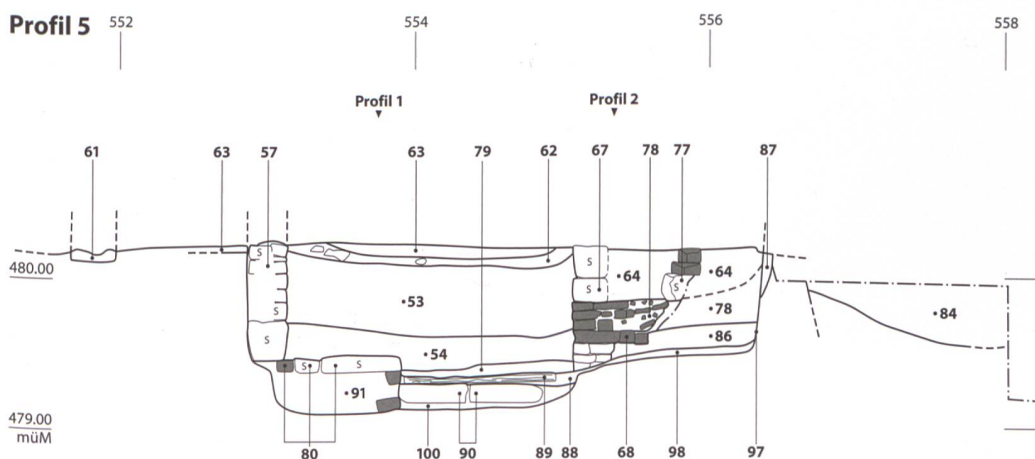 Profil 5 552 554 556 558
Profil 1 Profil 2
61 63 57 63 79 62 67 78 77 87
S S
480.00 64 64
S S
S 53 78 84
S 54 86
S S
91
479.00
müM 80 100 90 89 88 68 98 97